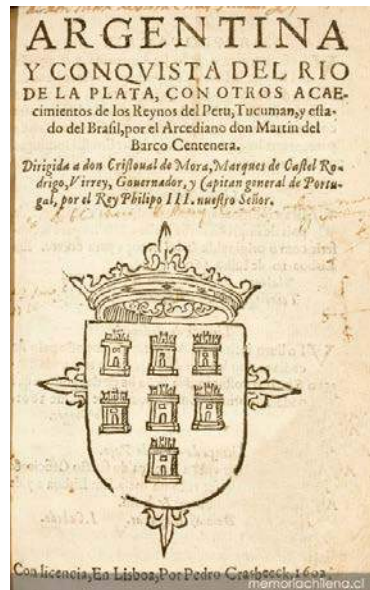 ARGENTINA
Y CONQVISTA DEL RIO
DE LA PLATA, CON OTROS ACAE-
cimientos de los Reynos del Peru, Tucuman, y esta-
do del Brasil, por el Arcediano don Martin del
Barco Centenera.
Dirigida a don Cristoual de Mora, Marques de Castel Ro-
drigo, Virrey, Gouernador, y Capitan general de Portu-
gal, por el Rey Philipo III. nuestro Señor.
Con licencia, En Lisboa, Por Pedro Crasbeeck, 1602.
memoriachilena.cl